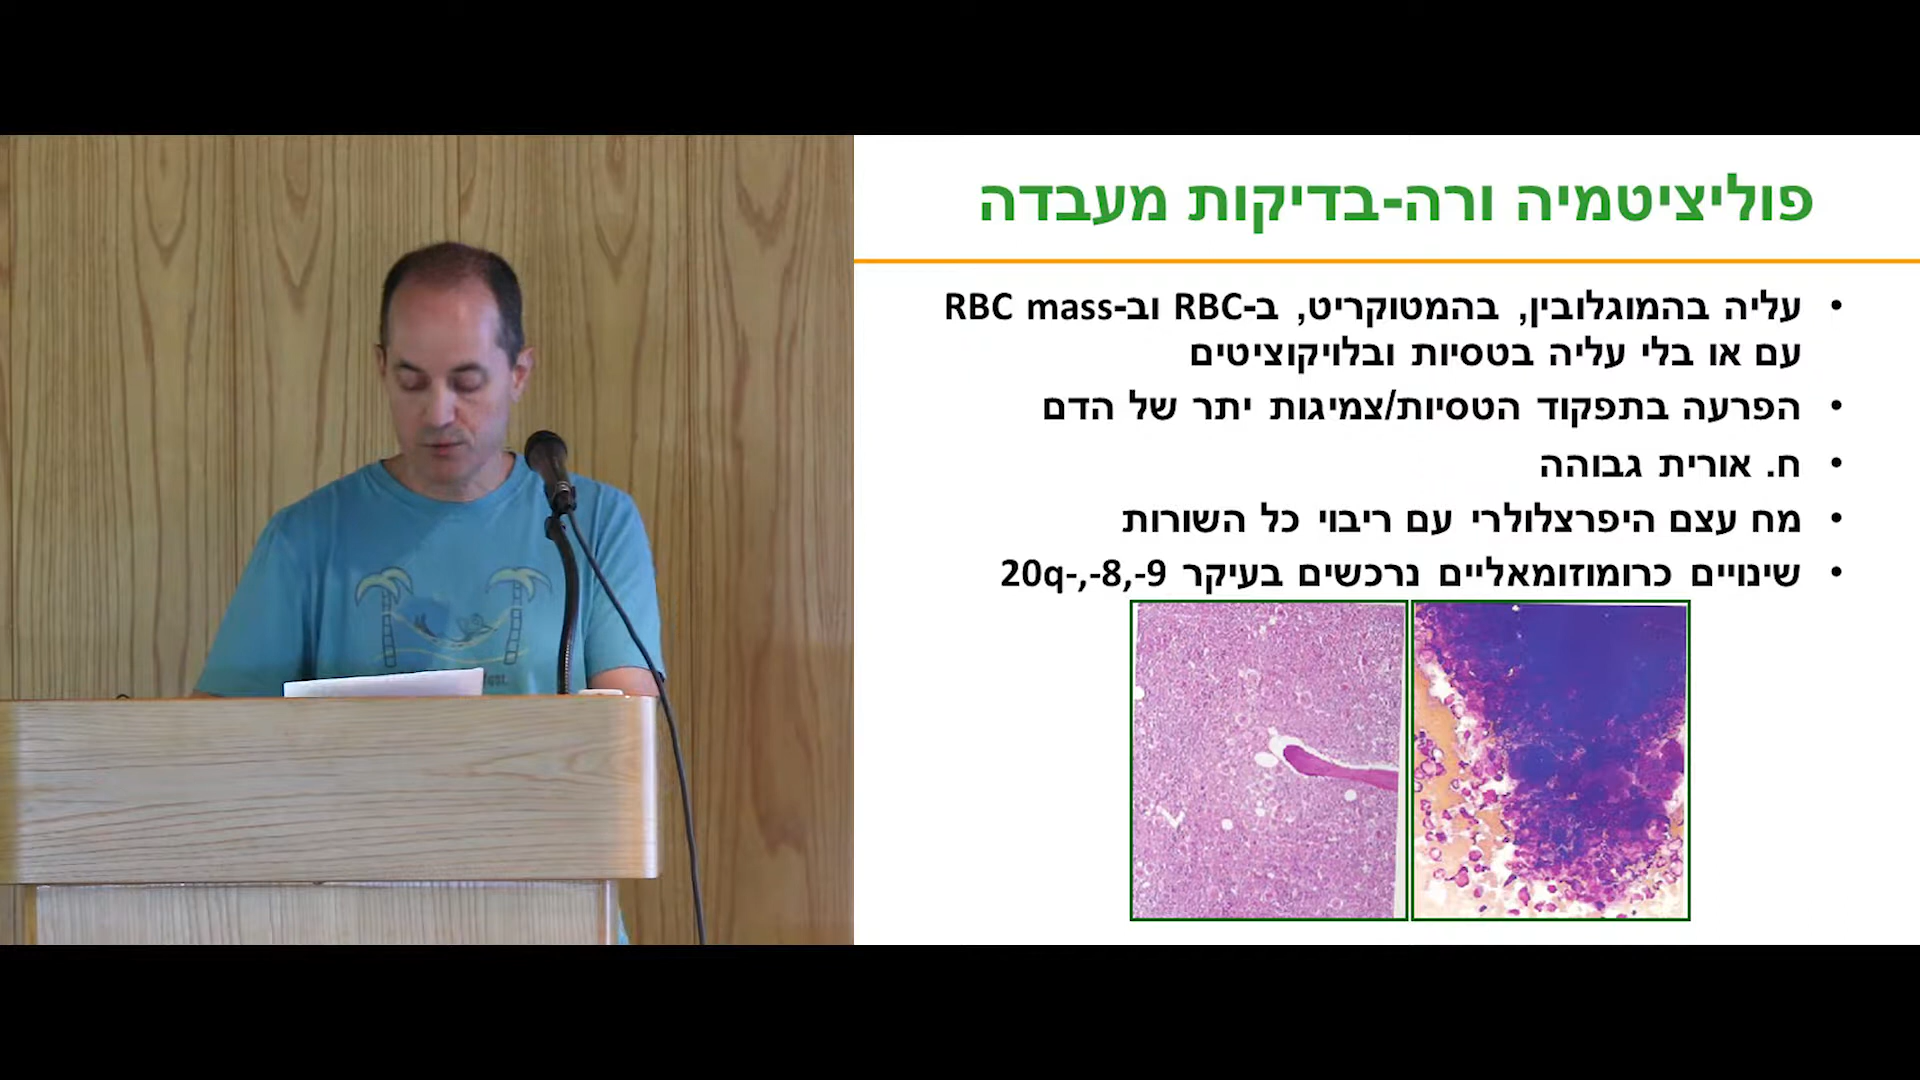 פוליציטמיה ורה-בדיקות מעבדה
• עליה בהמוגלובין, בהמטוקריט, ב-RBC וב-RBC mass
עם או בלי עליה בטסיות ובלויקוציטים
• הפרעה בתפקוד הטסיות/צמיגות יתר של הדם
• ח. אורית גבוהה
• מח עצם היפרצלולרי עם ריבוי כל השורות
• שינויים כרומוזומאליים נרכשים בעיקר 20q-,-8,-9